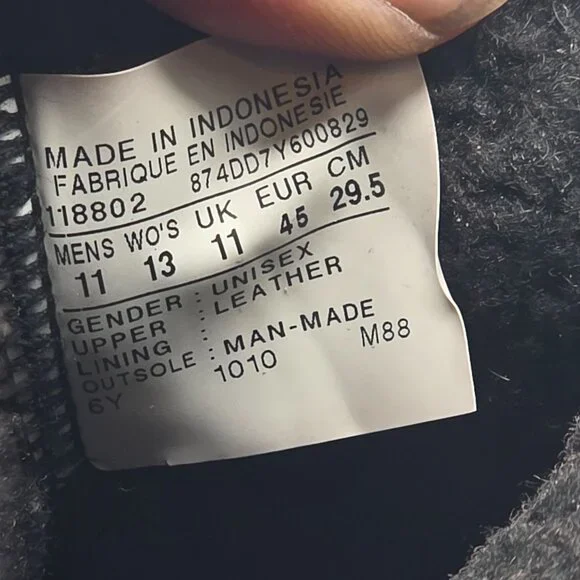 MADE IN INDONESIA
FABRIQUE EN INDONESIE
118802 874DD7Y600829
MENS WO'S UK EUR CM
11 13 11 45 29.5
GENDER : UNISEX
UPPER : LEATHER
LINING :
OUTSOLE : MAN-MADE
6Y 1010 M88